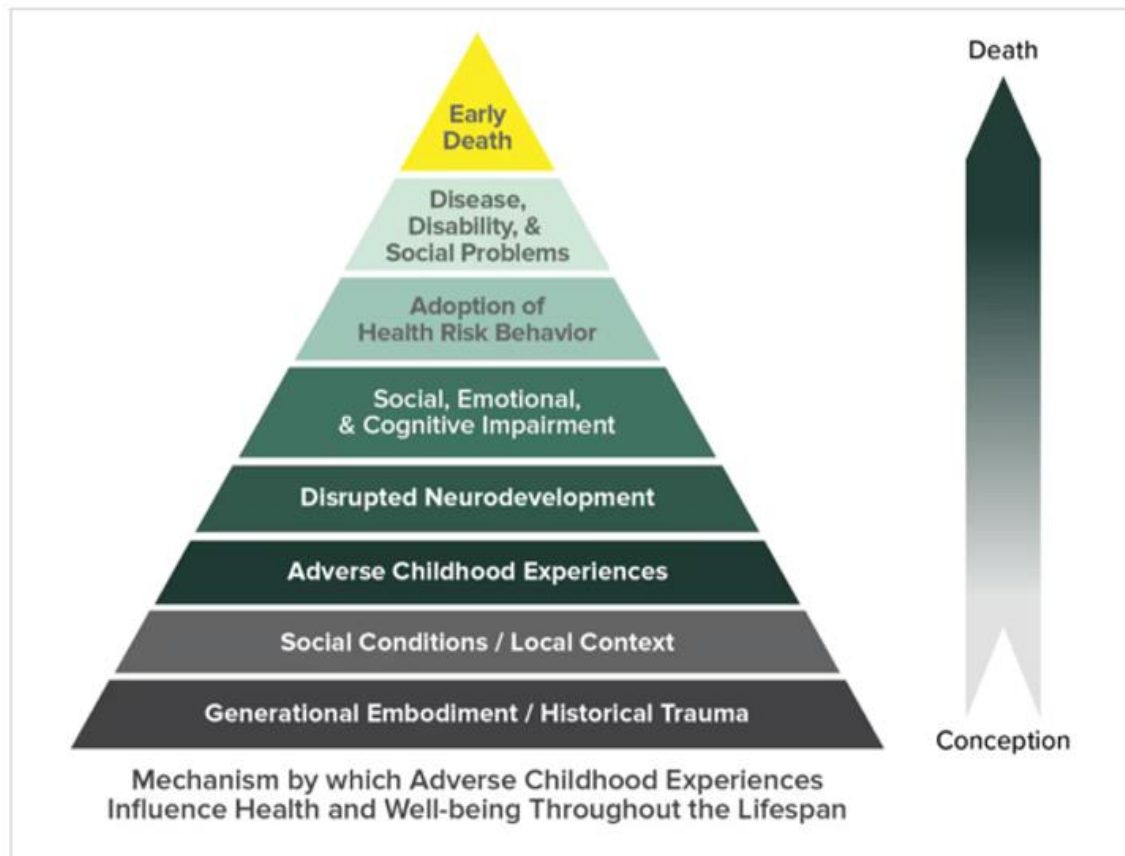 Death
Early
Death
Disease,
Disability, &
Social Problems
Adoption of
Health Risk Behavior
Social, Emotional,
& Cognitive Impairment
Disrupted Neurodevelopment
Adverse Childhood Experiences
Social Conditions / Local Context
Generational Embodiment / Historical Trauma
Conception
Mechanism by which Adverse Childhood Experiences
Influence Health and Well-being Throughout the Lifespan